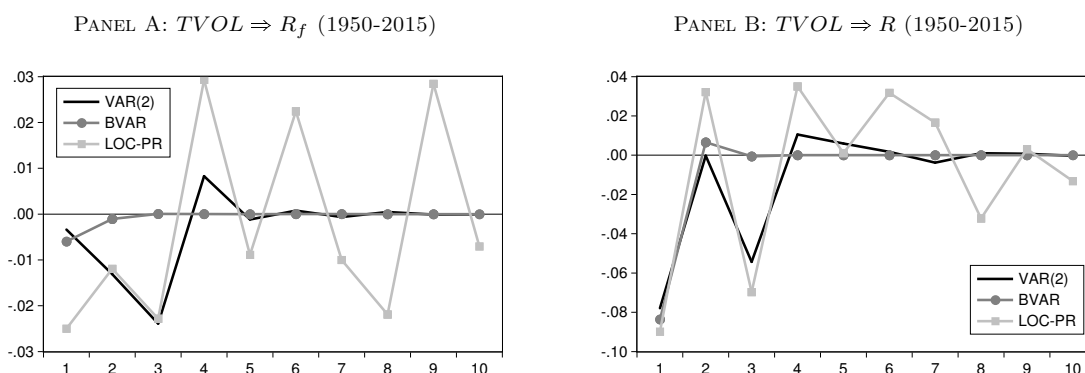 PANEL A: TVOL ⇒ R_f (1950-2015)
.03
.02
.01
.00
-.01
-.02
-.03
VAR(2)
BVAR
LOC-PR
1 2 3 4 5 6 7 8 9 10
PANEL B: TVOL ⇒ R (1950-2015)
.04
.02
.00
-.02
-.04
-.06
-.08
-.10
VAR(2)
BVAR
LOC-PR
1 2 3 4 5 6 7 8 9 10